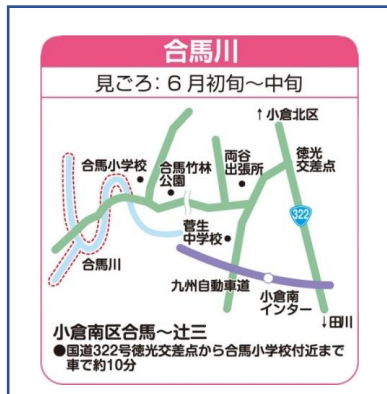 合馬川
見ごろ：6月初旬～中旬
↑小倉北区
合馬小学校
合馬竹林
公園
両谷
出張所
徳光
交差点
322
菅生
中学校
合馬川
九州自動車道
小倉南
インター
↓田川
小倉南区合馬～辻三
●国道322号徳光交差点から合馬小学校付近まで
車で約10分